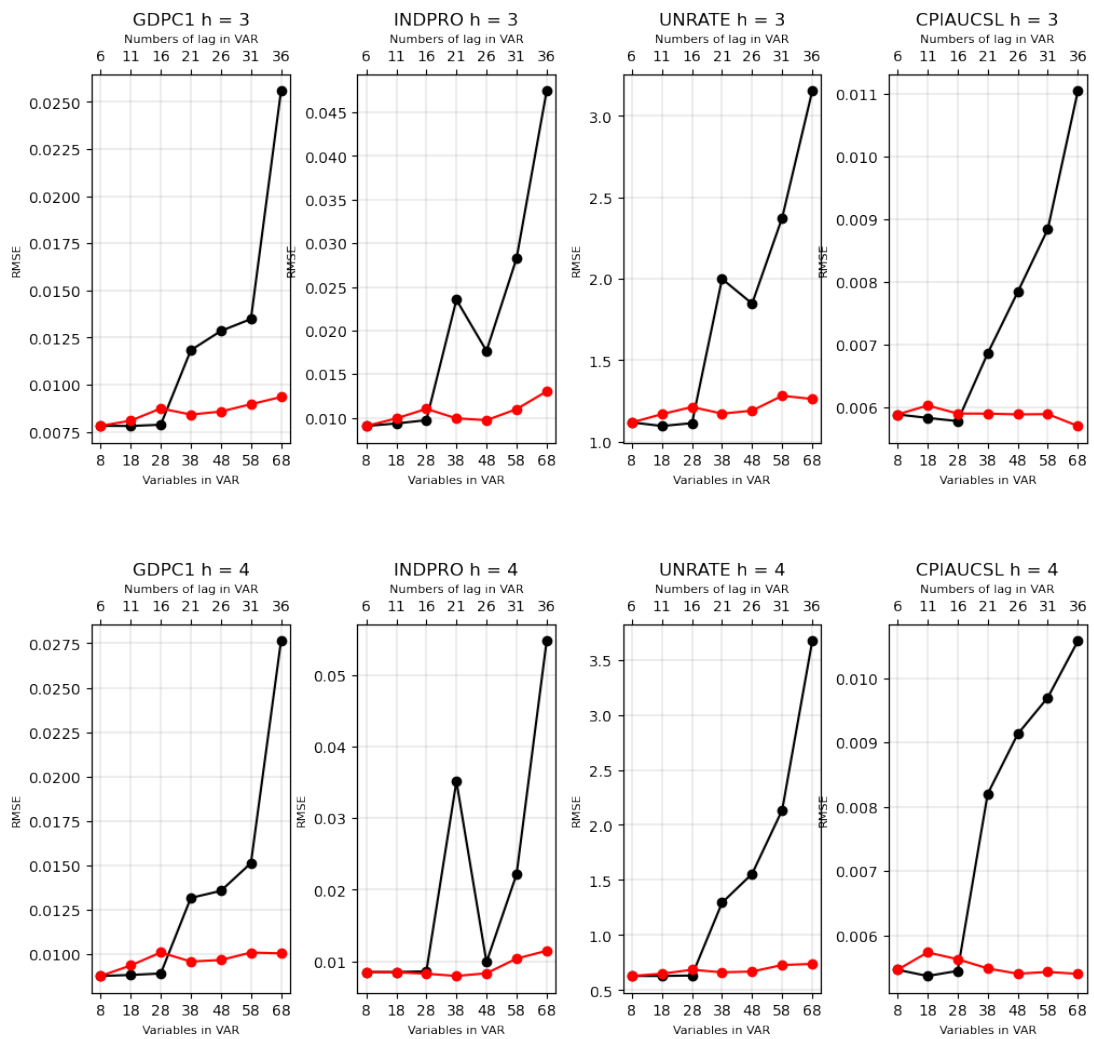 GDPC1 h = 3
Numbers of lag in VAR
6 11 16 21 26 31 36
0.0250
0.0225
0.0200
0.0175
0.0150
0.0125
0.0100
0.0075
RMSE
8 18 28 38 48 58 68
Variables in VAR
INDPRO h = 3
Numbers of lag in VAR
6 11 16 21 26 31 36
0.045
0.040
0.035
0.030
0.025
0.020
0.015
0.010
RMSE
8 18 28 38 48 58 68
Variables in VAR
UNRATE h = 3
Numbers of lag in VAR
6 11 16 21 26 31 36
3.0
2.5
2.0
1.5
1.0
RMSE
8 18 28 38 48 58 68
Variables in VAR
CPIAUCSL h = 3
Numbers of lag in VAR
6 11 16 21 26 31 36
0.011
0.010
0.009
0.008
0.007
0.006
RMSE
8 18 28 38 48 58 68
Variables in VAR
GDPC1 h = 4
Numbers of lag in VAR
6 11 16 21 26 31 36
0.0275
0.0250
0.0225
0.0200
0.0175
0.0150
0.0125
0.0100
RMSE
8 18 28 38 48 58 68
Variables in VAR
INDPRO h = 4
Numbers of lag in VAR
6 11 16 21 26 31 36
0.05
0.04
0.03
0.02
0.01
RMSE
8 18 28 38 48 58 68
Variables in VAR
UNRATE h = 4
Numbers of lag in VAR
6 11 16 21 26 31 36
3.5
3.0
2.5
2.0
1.5
1.0
0.5
RMSE
8 18 28 38 48 58 68
Variables in VAR
CPIAUCSL h = 4
Numbers of lag in VAR
6 11 16 21 26 31 36
0.010
0.009
0.008
0.007
0.006
RMSE
8 18 28 38 48 58 68
Variables in VAR